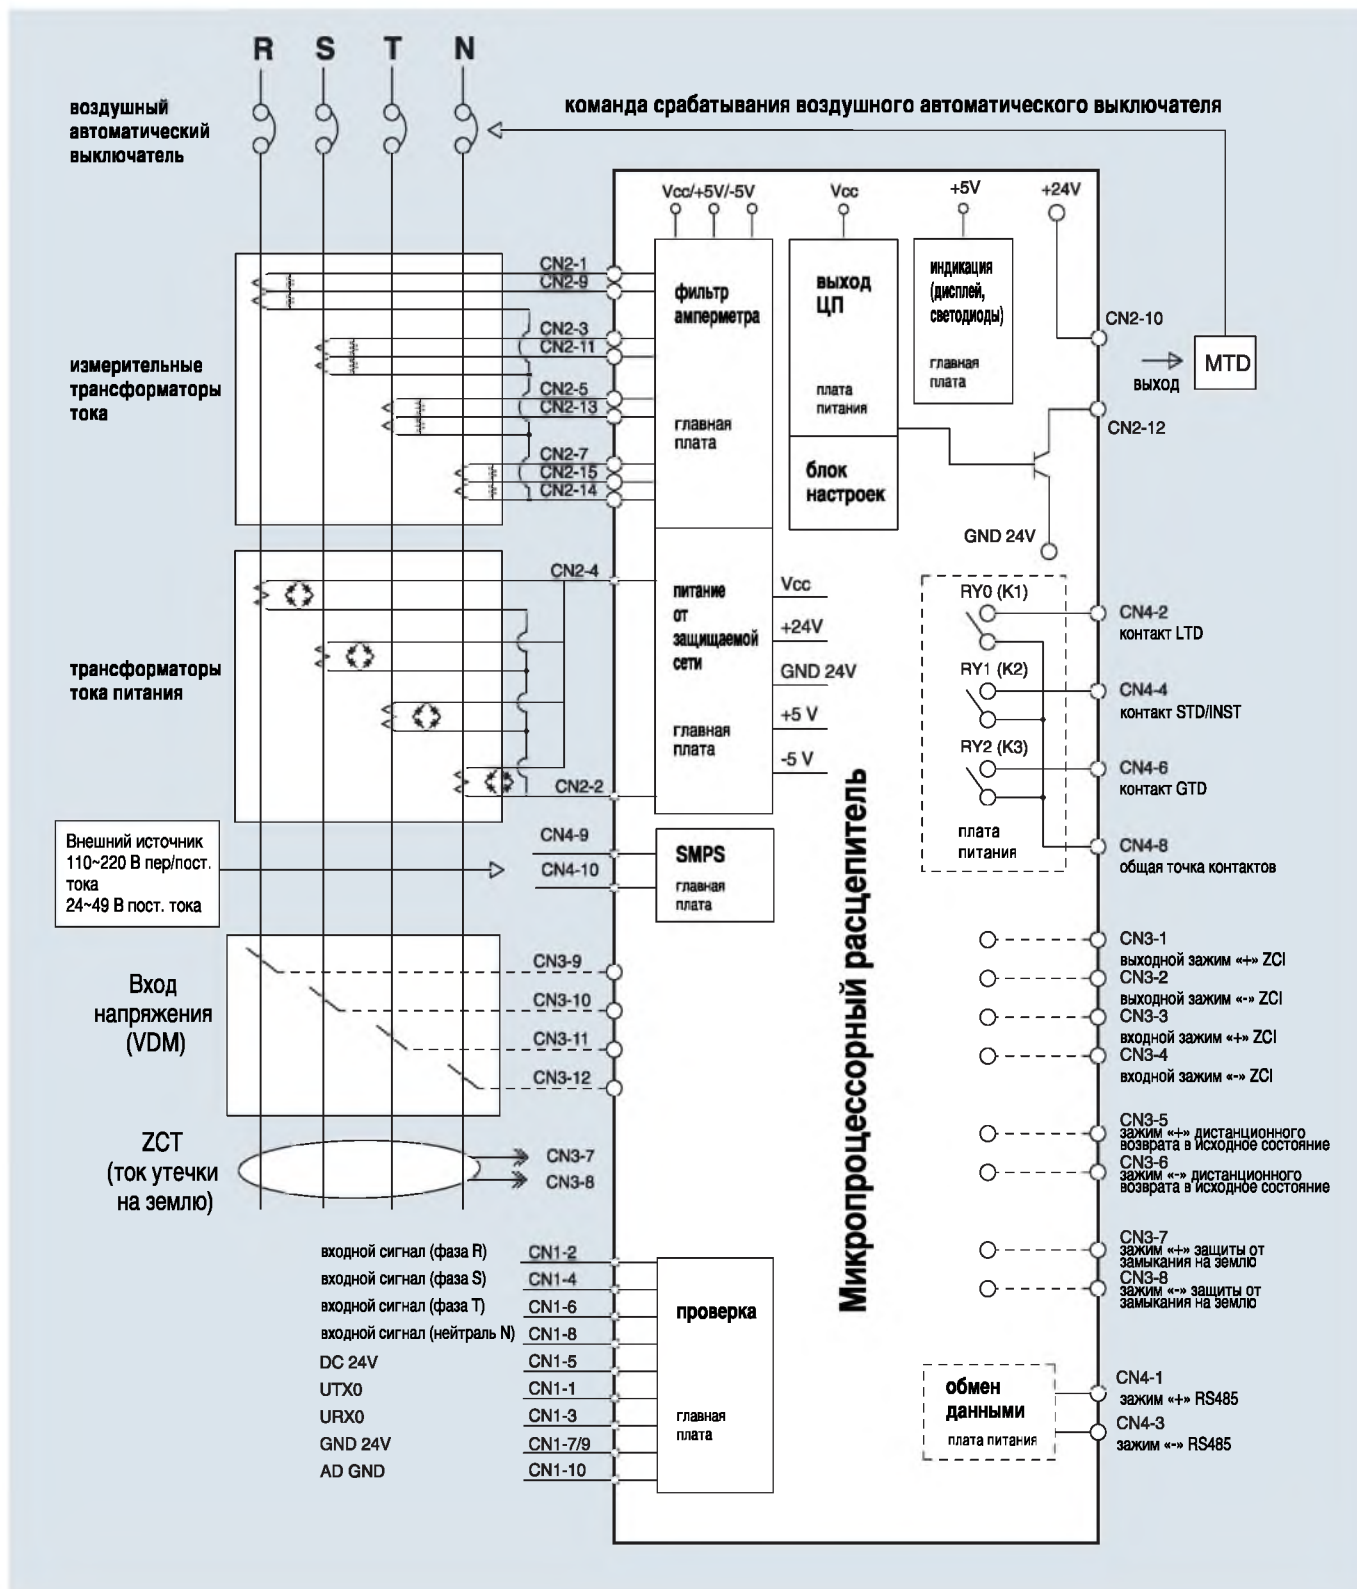 R S T N
воздушный
автоматический
выключатель
команда срабатывания воздушного автоматического выключателя
Vcc/+5V/-5V
Vcc
+5V
+24V
CN2-1
CN2-9
CN2-3
CN2-11
CN2-5
CN2-13
CN2-7
CN2-15
CN2-14
измерительные
трансформаторы
тока
фильтр
амперметра
главная
плата
выход
ЦП
плата
питания
блок
настроек
индикация
(дисплей,
светодиоды)
главная
плата
CN2-10
выход
MTD
CN2-12
GND 24V
трансформаторы
тока питания
CN2-4
CN2-2
питание
от
защищаемой
сети
главная
плата
Vcc
+24V
GND 24V
+5 V
-5 V
RY0 (K1)
RY1 (K2)
RY2 (K3)
плата
питания
CN4-2
контакт LTD
CN4-4
контакт STD/INST
CN4-6
контакт GTD
CN4-8
общая точка контактов
Внешний источник
110~220 В пер/пост.
тока
24~49 В пост. тока
CN4-9
CN4-10
SMPS
главная
плата
Микропроцессорный расцепитель
Вход
напряжения
(VDM)
CN3-9
CN3-10
CN3-11
CN3-12
CN3-1
выходной зажим «+» ZCI
CN3-2
выходной зажим «-» ZCI
CN3-3
входной зажим «+» ZCI
CN3-4
входной зажим «-» ZCI
ZCT
(ток утечки
на землю)
CN3-7
CN3-8
CN3-5
зажим «+» дистанционного
возврата в исходное состояние
CN3-6
зажим «-» дистанционного
возврата в исходное состояние
CN3-7
зажим «+» защиты от
замыкания на землю
CN3-8
зажим «-» защиты от
замыкания на землю
входной сигнал (фаза R) CN1-2
входной сигнал (фаза S) CN1-4
входной сигнал (фаза T) CN1-6
входной сигнал (нейтраль N) CN1-8
DC 24V CN1-5
UTX0 CN1-1
URX0 CN1-3
GND 24V CN1-7/9
AD GND CN1-10
проверка
главная
плата
обмен
данными
плата питания
CN4-1
зажим «+» RS485
CN4-3
зажим «-» RS485